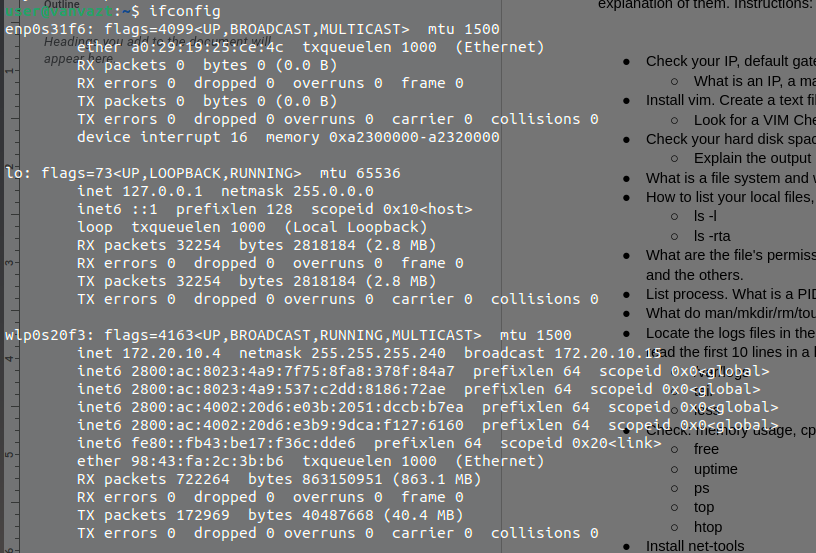 explanation of them. Instructions:
Outline
:~$ ifconfig
enp0s31f6: flags=4099<UP,BROADCAST,MULTICAST>  mtu 1500
Headings you add to the document will
appear here.
ether a0:29:19:25:ce:4c  txqueuelen 1000  (Ethernet)
RX packets 0  bytes 0 (0.0 B)
RX errors 0  dropped 0  overruns 0  frame 0
TX packets 0  bytes 0 (0.0 B)
TX errors 0  dropped 0 overruns 0  carrier 0  collisions 0
device interrupt 16  memory 0xa2300000-a2320000
lo: flags=73<UP,LOOPBACK,RUNNING>  mtu 65536
inet 127.0.0.1  netmask 255.0.0.0
inet6 ::1  prefixlen 128  scopeid 0x10<host>
loop  txqueuelen 1000  (Local Loopback)
RX packets 32254  bytes 2818184 (2.8 MB)
RX errors 0  dropped 0  overruns 0  frame 0
TX packets 32254  bytes 2818184 (2.8 MB)
TX errors 0  dropped 0 overruns 0  carrier 0  collisions 0
wlp0s20f3: flags=4163<UP,BROADCAST,RUNNING,MULTICAST>  mtu 1500
inet 172.20.10.4  netmask 255.255.255.240  broadcast 172.20.10.15
inet6 2800:ac:8023:4a9:7f75:8fa8:378f:84a7  prefixlen 64  scopeid 0x0<global>
inet6 2800:ac:8023:4a9:537:c2dd:8186:72ae  prefixlen 64  scopeid 0x0<global>
inet6 2800:ac:4002:20d6:e03b:2051:dccb:b7ea  prefixlen 64  scopeid 0x0<global>
inet6 2800:ac:4002:20d6:e3b9:9dca:f127:6160  prefixlen 64  scopeid 0x0<global>
inet6 fe80::fb43:be17:f36c:dde6  prefixlen 64  scopeid 0x20<link>
ether 98:43:fa:2c:3b:b6  txqueuelen 1000  (Ethernet)
RX packets 722264  bytes 863150951 (863.1 MB)
RX errors 0  dropped 0  overruns 0  frame 0
TX packets 172969  bytes 40487668 (40.4 MB)
TX errors 0  dropped 0 overruns 0  carrier 0  collisions 0
● Check your IP, default gate
○ What is an IP, a ma
● Install vim. Create a text fil
○ Look for a VIM Che
● Check your hard disk spac
○ Explain the output
● What is a file system and w
● How to list your local files,
○ ls -l
○ ls -rta
● What are the file's permiss
and the others.
● List process. What is a PID
● What do man/mkdir/rm/tou
● Locate the logs files in the
read the first 10 lines in a l
● Check: memory usage, cp
○ free
○ uptime
○ ps
○ top
○ htop
● Install net-tools
1
3
4
5